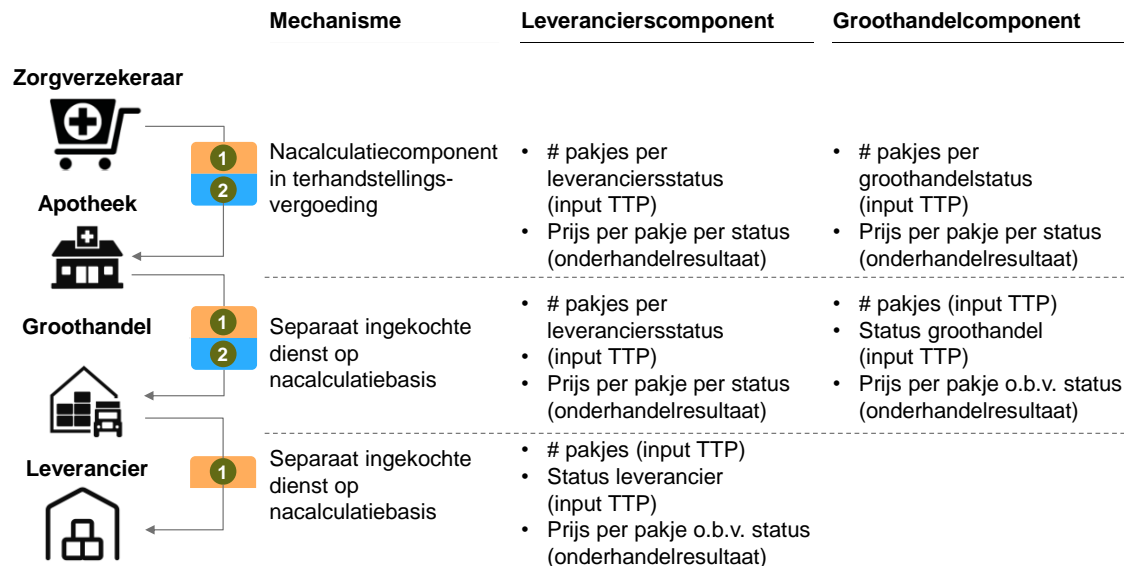 Mechanisme
Leverancierscomponent
Groothandelcomponent
Zorgverzekeraar
1
2
Nacalculatiecomponent
in terhandstellings-
vergoeding
• # pakjes per
leveranciersstatus
(input TTP)
• Prijs per pakje per status
(onderhandelresultaat)
• # pakjes per
groothandelstatus
(input TTP)
• Prijs per pakje per status
(onderhandelresultaat)
Apotheek
1
2
Separaat ingekochte
dienst op
nacalculatiebasis
• # pakjes per
leveranciersstatus
• (input TTP)
• Prijs per pakje per status
(onderhandelresultaat)
• # pakjes (input TTP)
• Status groothandel
(input TTP)
• Prijs per pakje o.b.v. status
(onderhandelresultaat)
Groothandel
1
Separaat ingekochte
dienst op
nacalculatiebasis
• # pakjes (input TTP)
• Status leverancier
(input TTP)
• Prijs per pakje o.b.v. status
(onderhandelresultaat)
Leverancier